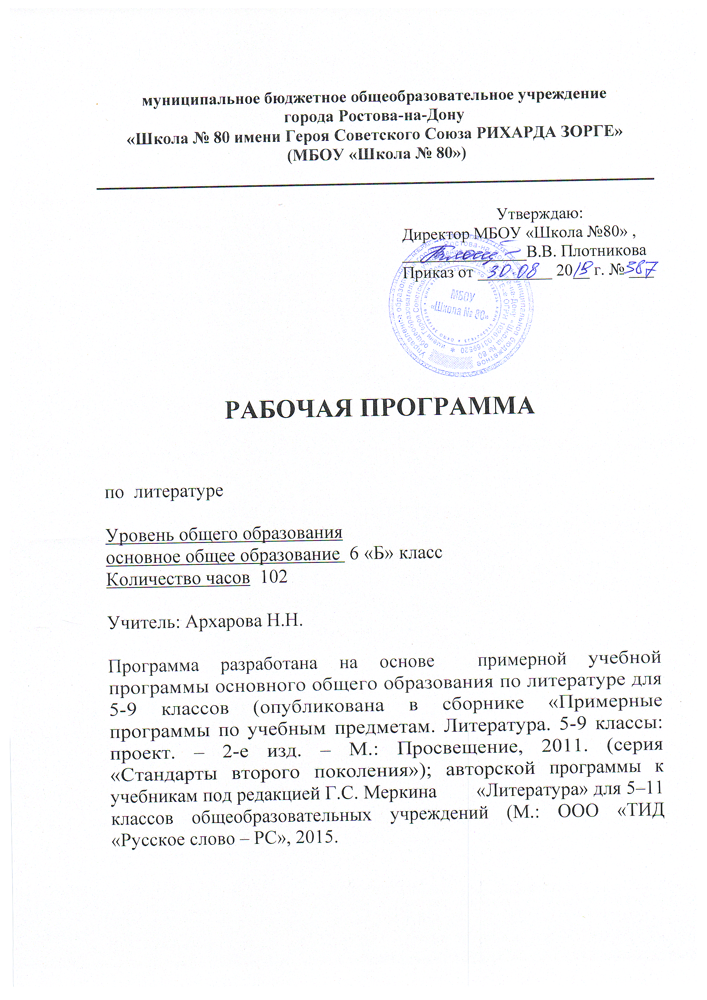 муниципальное бюджетное общеобразовательное учреждение
города Ростова-на-Дону
«Школа № 80 имени Героя Советского Союза РИХАРДА ЗОРГЕ»
(МБОУ «Школа № 80»)
Утверждаю:
Директор МБОУ «Школа №80» ,
В.В. Плотникова
Приказ от 30.08 20 г. № 387
МБОУ
«Школа № 80»
РАБОЧАЯ ПРОГРАММА
по литературе
Уровень общего образования
основное общее образование 6 «Б» класс
Количество часов 102
Учитель: Архарова Н.Н.
Программа разработана на основе примерной учебной
программы основного общего образования по литературе для
5-9 классов (опубликована в сборнике «Примерные
программы по учебным предметам. Литература. 5-9 классы:
проект. – 2-е изд. – М.: Просвещение, 2011. (серия
«Стандарты второго поколения»); авторской программы к
учебникам под редакцией Г.С. Меркина «Литература» для 5–11
классов общеобразовательных учреждений (М.: ООО «ТИД
«Русское слово – РС», 2015.